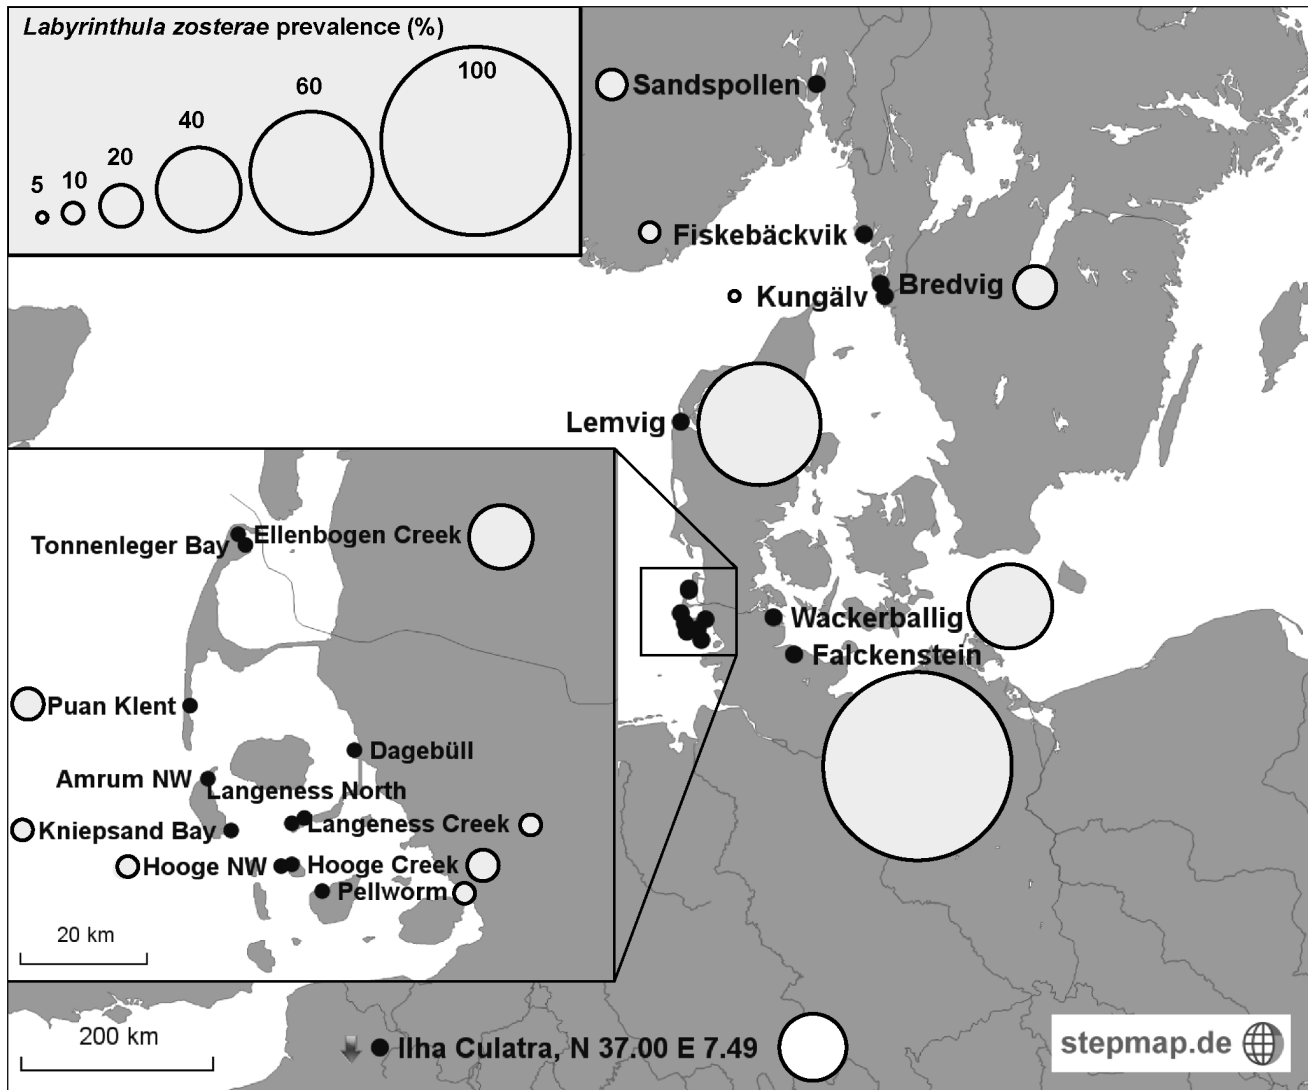 Labyrinthula zosterae prevalence (%)
5
10
20
40
60
100
Sandspollen
Fiskebäckvik
Kungälv
Bredvig
Lemvig
Wackerballig
Falckenstein
Tonnenleger Bay
Ellenbogen Creek
Puan Klent
Dagebüll
Amrum NW
Langeness North
Kniepsand Bay
Langeness Creek
Hooge NW
Hooge Creek
Pellworm
20 km
200 km
Ilha Culatra, N 37.00 E 7.49
stepmap.de